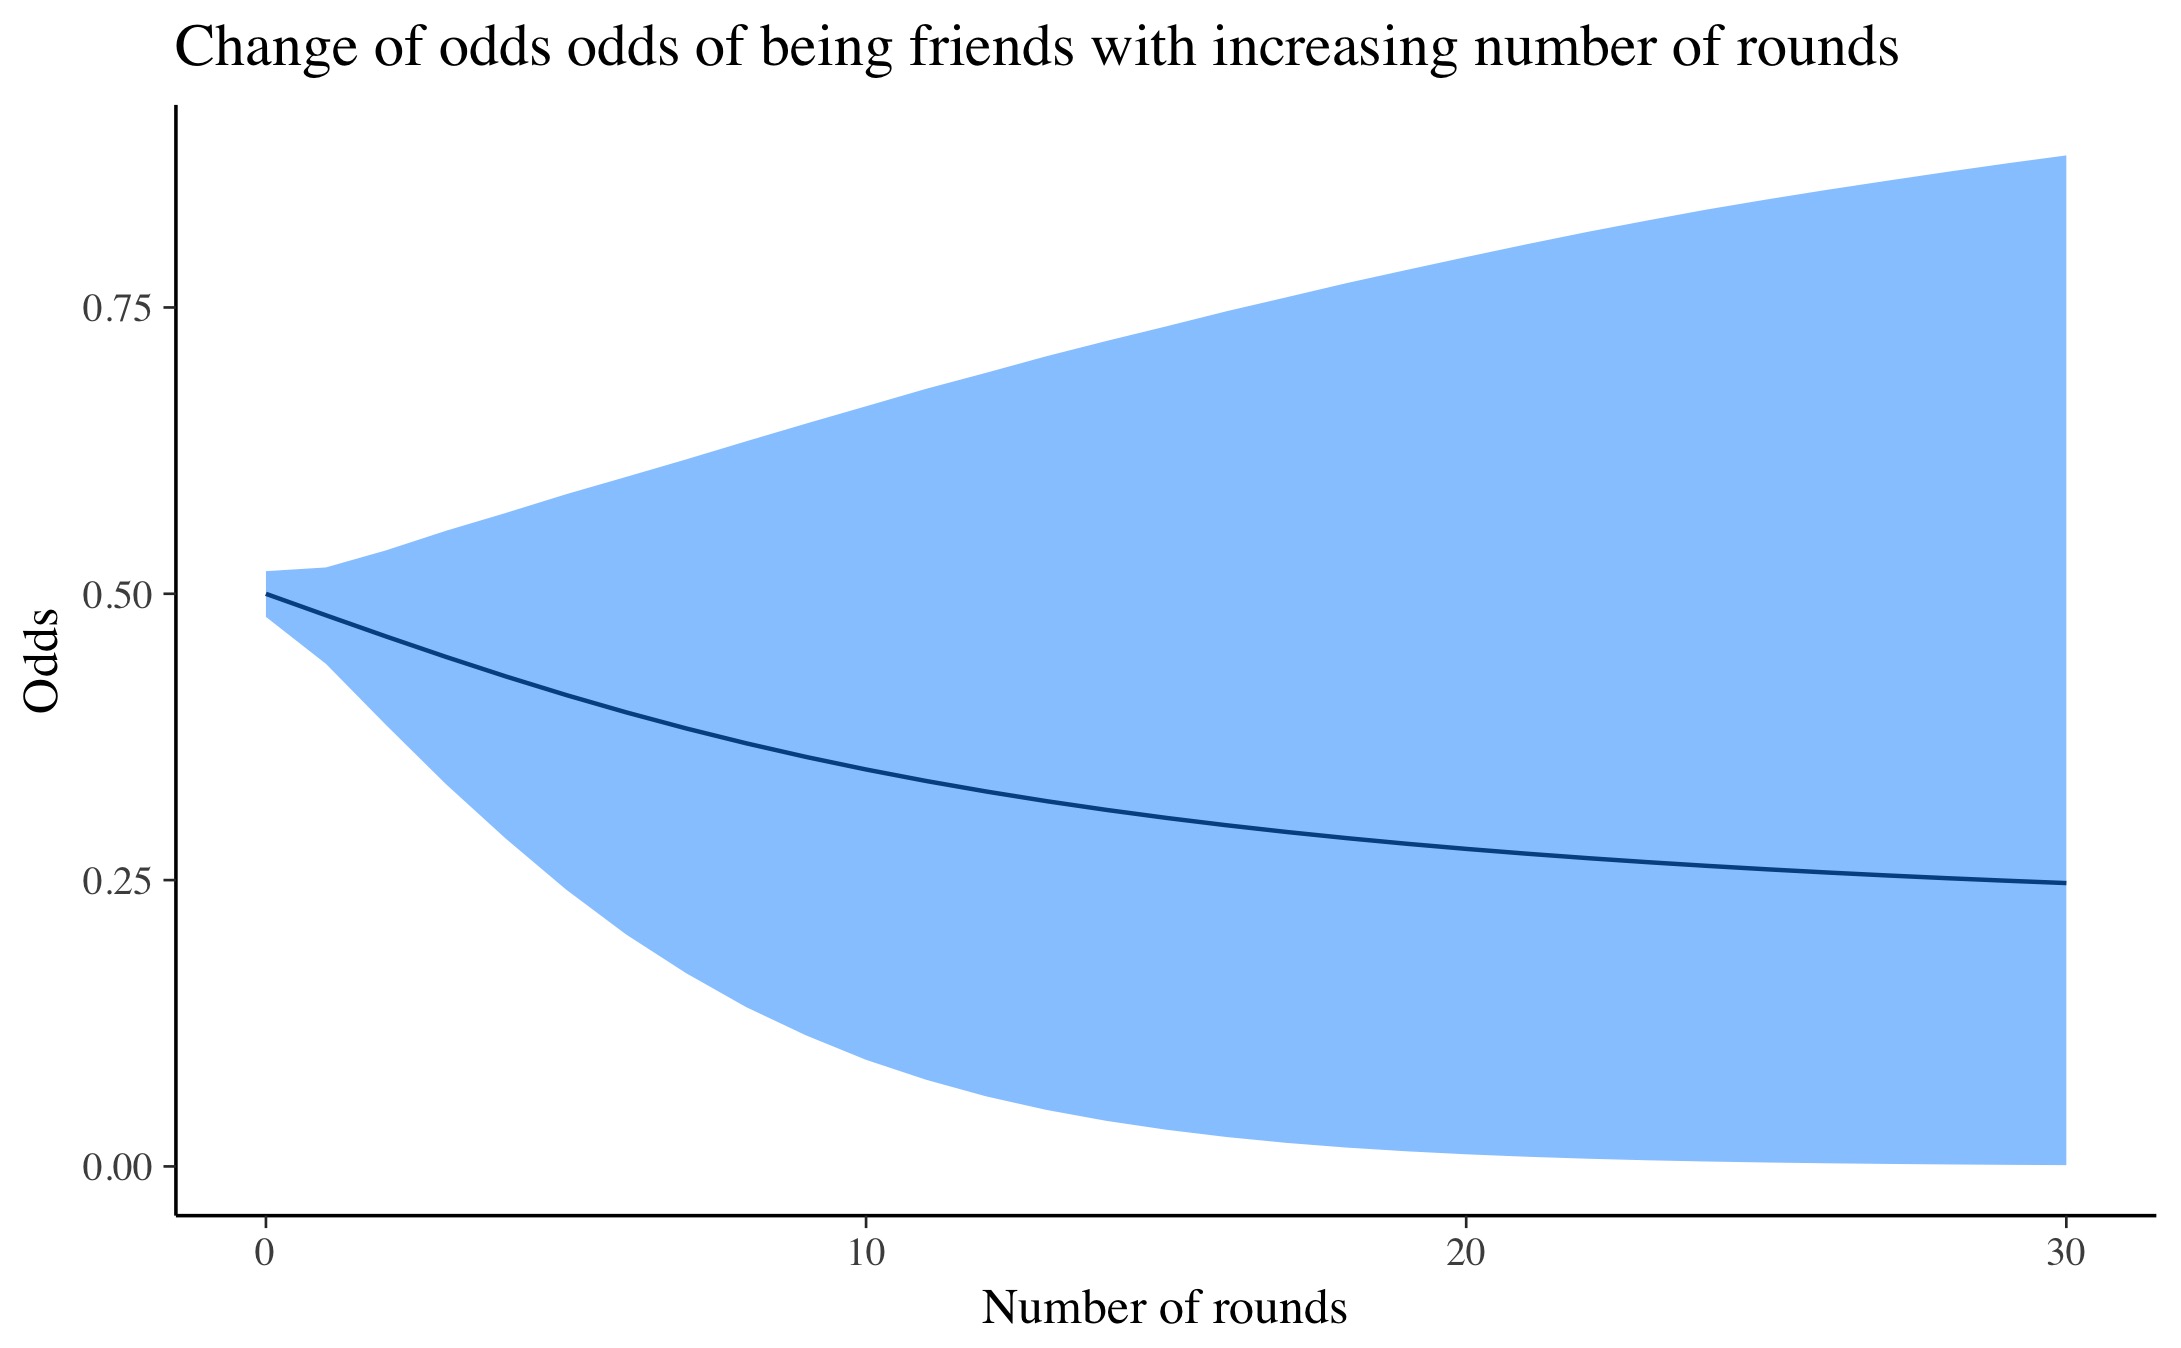 Change of odds odds of being friends with increasing number of rounds
0.75
0.50
0.25
0.00
Odds
0 10 20 30
Number of rounds